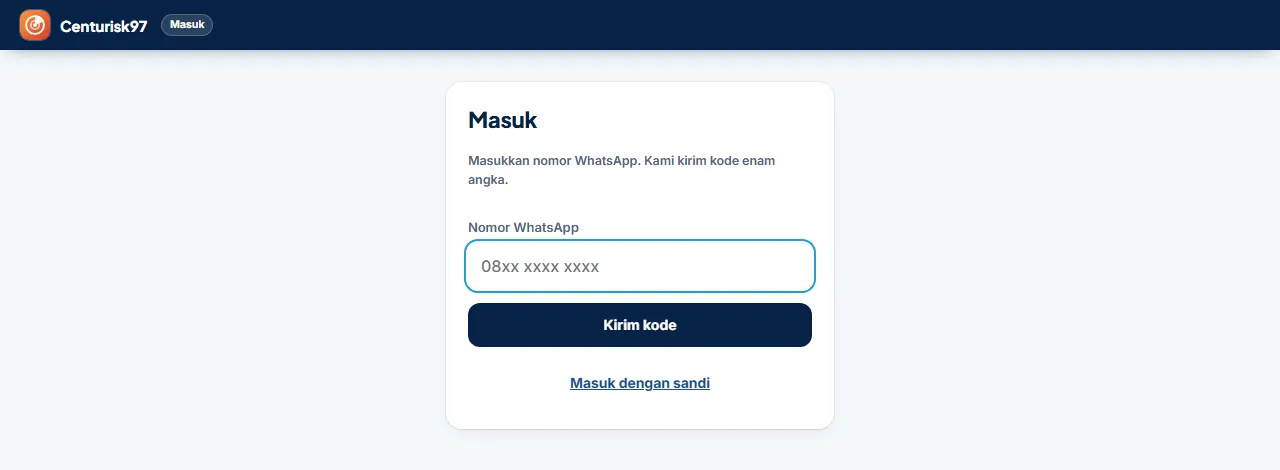 Centurisk97
Masuk
Masuk
Masukkan nomor WhatsApp. Kami kirim kode enam
angka.
Nomor WhatsApp
08xx xxxx xxxx
Kirim kode
Masuk dengan sandi